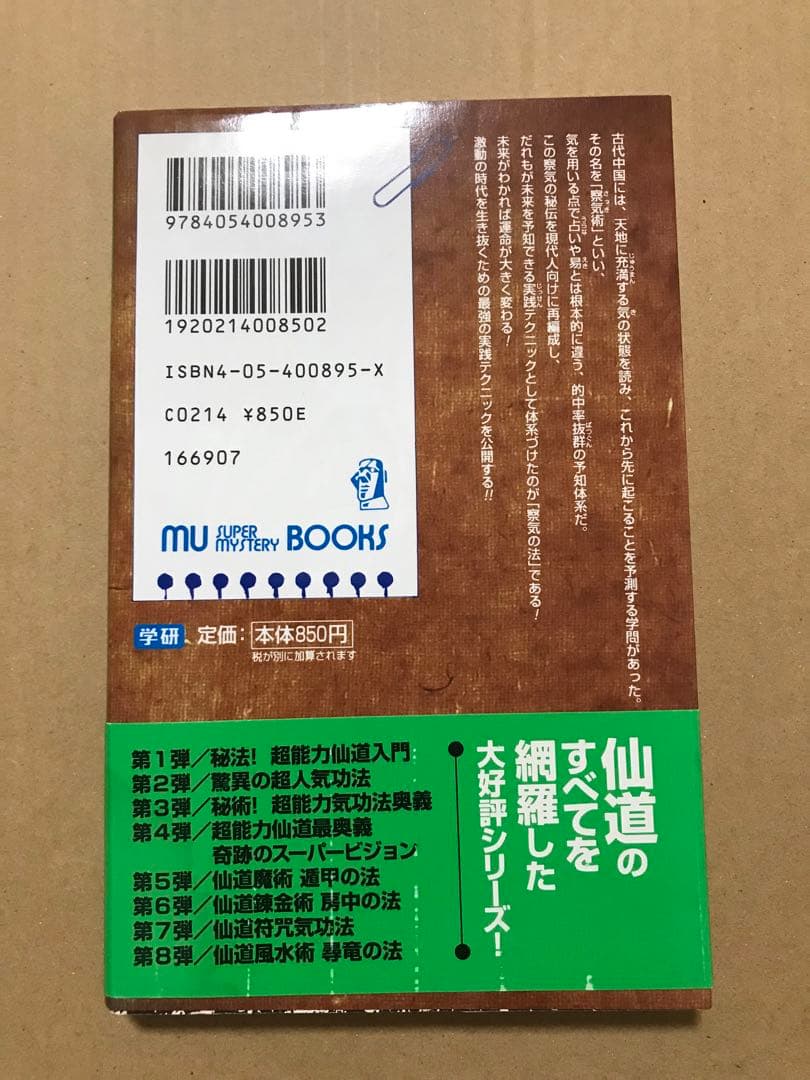 古代中国には、天地に充満する気の状態を読み、これから先に起こることを予測する学問があった。
その名を「察気術」といい、
気を用いる点で占いや易とは根本的に違う、的中率抜群の予知体系だ。
この察気の秘伝を現代人向けに再編成し、
だれもが未来を予知できる実践テクニックとして体系づけたのが「察気の法」である!
未来がわかれば運命が大きく変わる!
激動の時代を生き抜くための最強の実践テクニックを公開する!!
9784054008953
1920214008502
ISBN4-05-400895-X
C0214 ¥850E
166907
MU SUPER MYSTERY BOOKS
学研 定価:本体850円
税が別に加算されます
仙道の
すべてを
網羅した
大好評シリーズ!
第1弾/秘法! 超能力仙道入門
第2弾/驚異の超人気功法
第3弾/秘術! 超能力気功法奥義
第4弾/超能力仙道最奥義
奇跡のスーパービジョン
第5弾/仙道魔術 遁甲の法
第6弾/仙道錬金術 房中の法
第7弾/仙道符咒気功法
第8弾/仙道風水術 尋竜の法